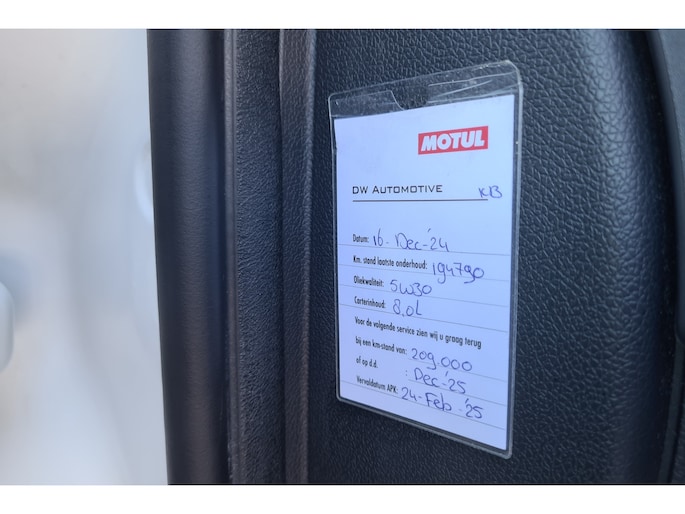 MOTUL
DW AUTOMOTIVE KB
Datum: 16-Dec-'24
Km. stand laatste onderhoud: 194790
Oliekwaliteit: 5W30
Carterinhoud: 8,0L
Voor de volgende service zien wij u graag terug
bij een km-stand van: 209.000
of op d.d. : Dec-'25
Vervaldatum APK: 24-Feb-'25